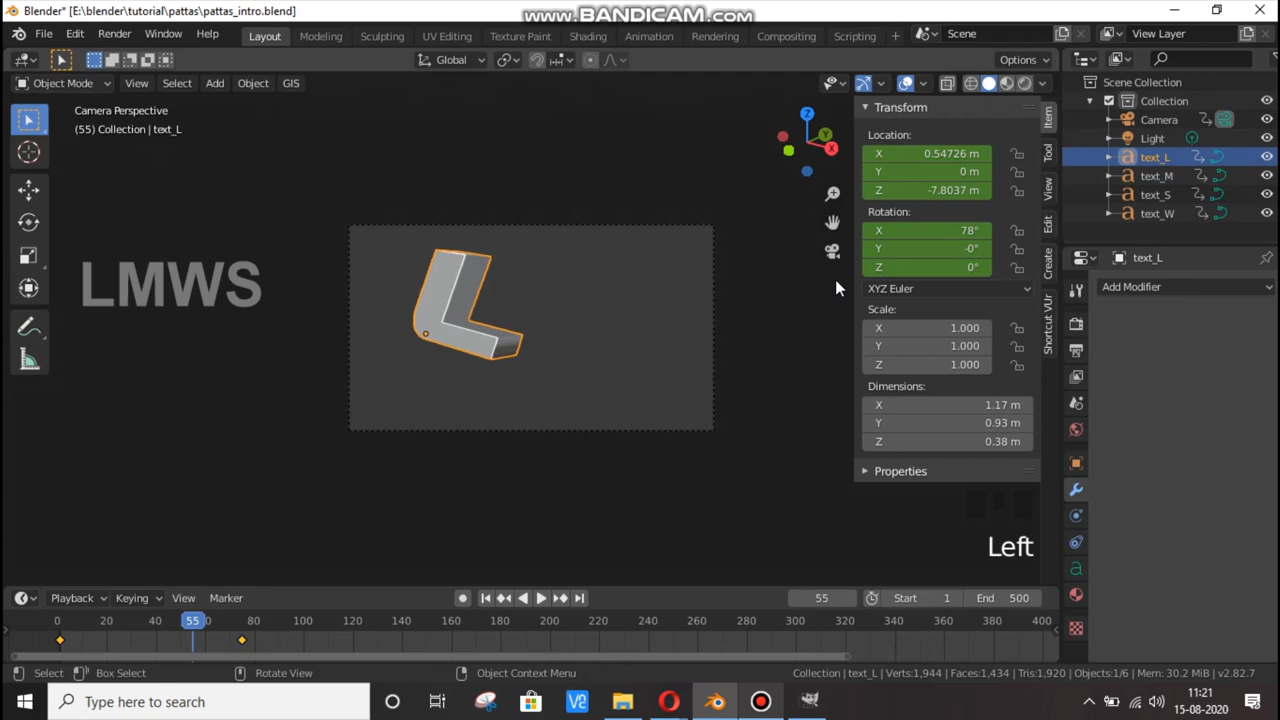 Blender* [E:\blender\tutorial\pattas\pattas_intro.blend]
www.BANDICAM.com
File Edit Render Window Help Layout Modeling Sculpting UV Editing Texture Paint Shading Animation Rendering Compositing Scripting + Scene View Layer
Global Options
Object Mode View Select Add Object GIS
Camera Perspective
(55) Collection | text_L
LMWS
Z
Y
X
Transform
Location:
X 0.54726 m
Y 0 m
Z -7.8037 m
Rotation:
X 78°
Y -0°
Z 0°
XYZ Euler
Scale:
X 1.000
Y 1.000
Z 1.000
Dimensions:
X 1.17 m
Y 0.93 m
Z 0.38 m
Properties
Item
Tool
View
Edit
Create
Shortcut VUr
Scene Collection
Collection
Camera
Light
text_L
text_M
text_S
text_W
text_L
Add Modifier
Left
Playback Keying View Marker 55 Start 1 End 500
0 20 40 55 60 80 100 120 140 160 180 200 220 240 260 280 300 320 340 360 380 400
Select Box Select Rotate View Object Context Menu Collection | text_L | Verts:1,944 | Faces:1,434 | Tris:1,920 | Objects:1/6 | Mem: 30.2 MiB | v2.82.7
Type here to search
11:21
15-08-2020